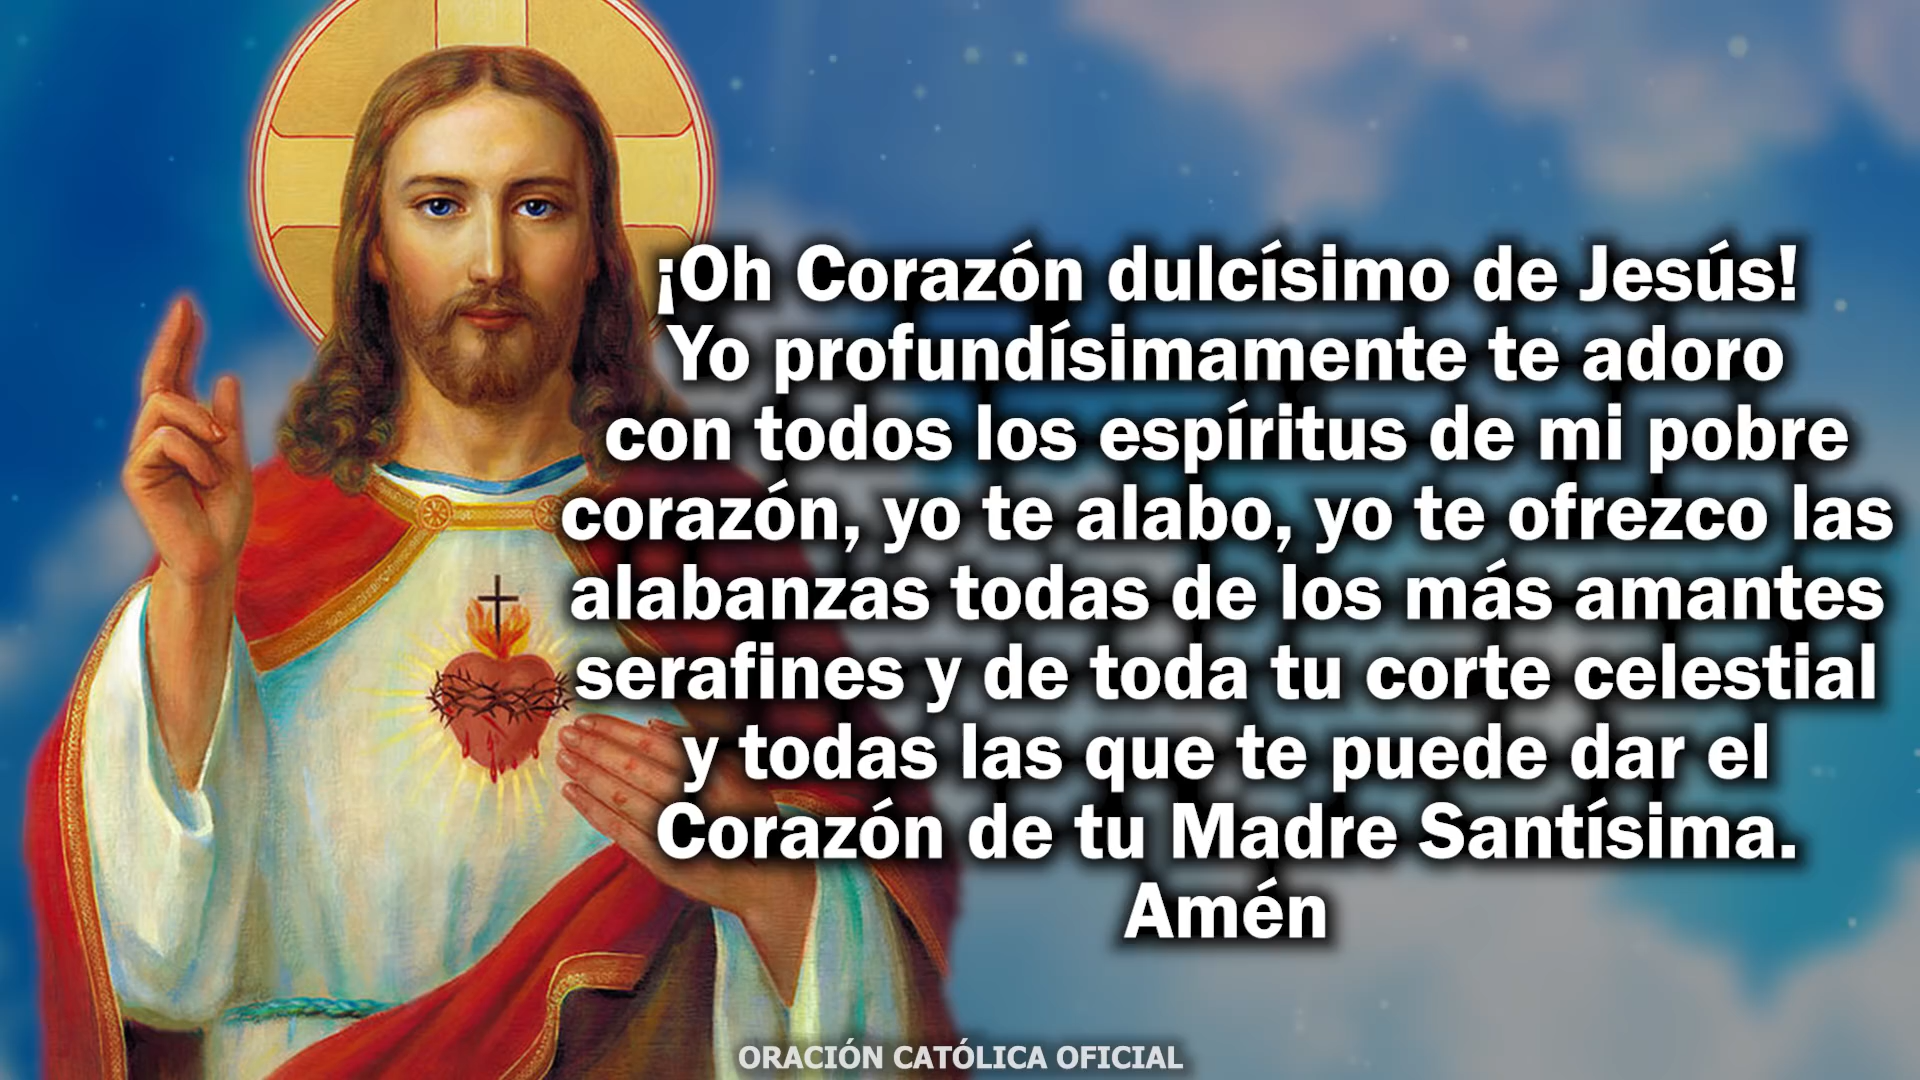 ¡Oh Corazón dulcísimo de Jesús!
Yo profundísimamente te adoro
con todos los espíritus de mi pobre
corazón, yo te alabo, yo te ofrezco las
alabanzas todas de los más amantes
serafines y de toda tu corte celestial
y todas las que te puede dar el
Corazón de tu Madre Santísima.
Amén
ORACIÓN CATÓLICA OFICIAL